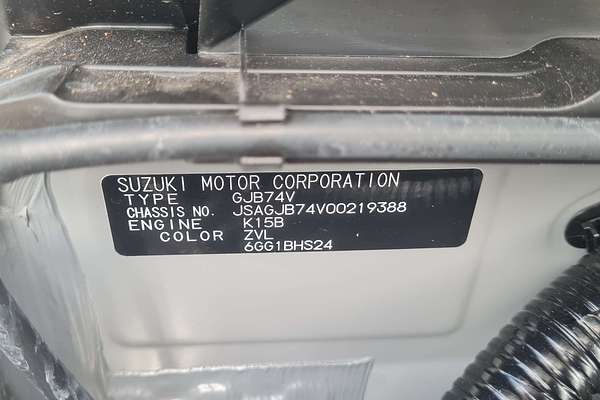 SUZUKI MOTOR CORPORATION
TYPE GJB74V
CHASSIS NO. JSAGJB74V00219388
ENGINE K15B
COLOR ZVL
6GG1BHS24